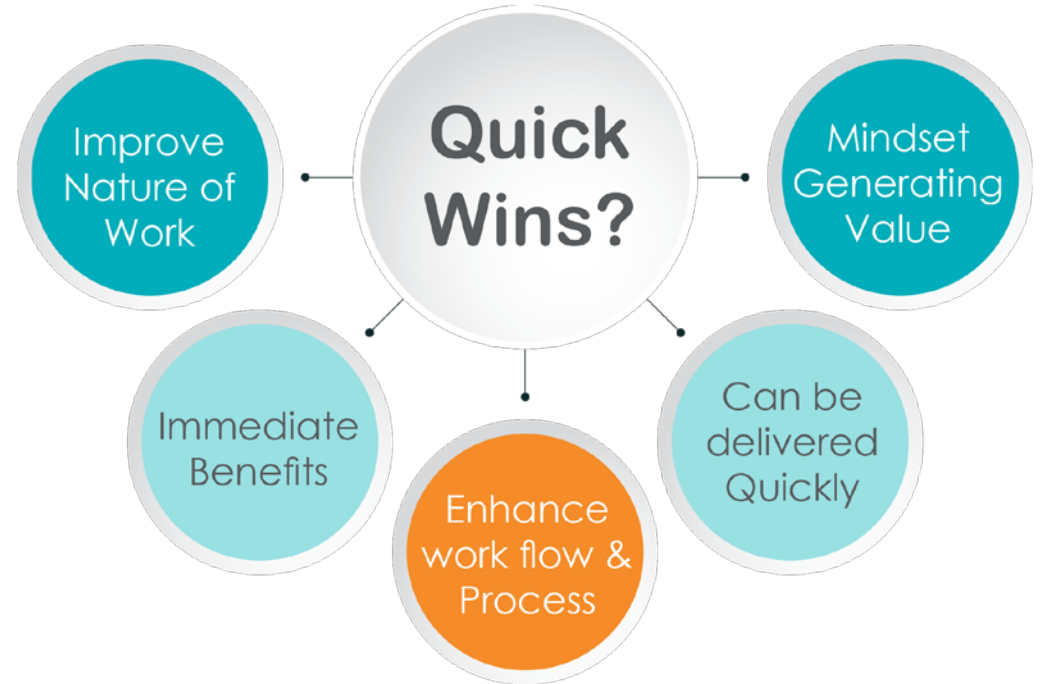 Quick
Wins?
Improve
Nature of
Work
Immediate
Benefits
Enhance
work flow &
Process
Can be
delivered
Quickly
Mindset
Generating
Value